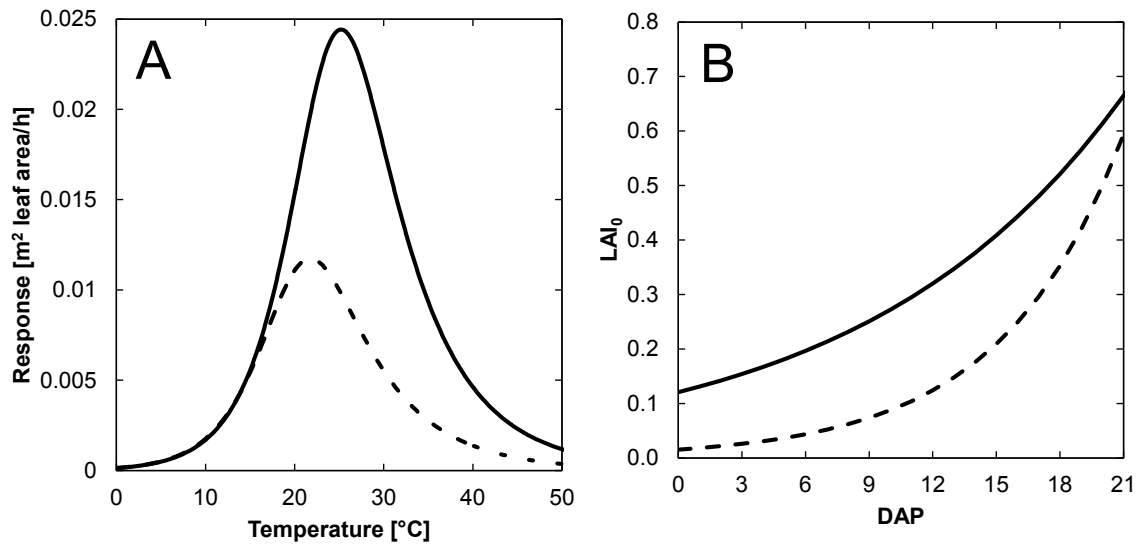 A
Response [m² leaf area/h]
0.025
0.02
0.015
0.01
0.005
0
0 10 20 30 40 50
Temperature [°C]
B
LAI₀
0.8
0.7
0.6
0.5
0.4
0.3
0.2
0.1
0.0
0 3 6 9 12 15 18 21
DAP